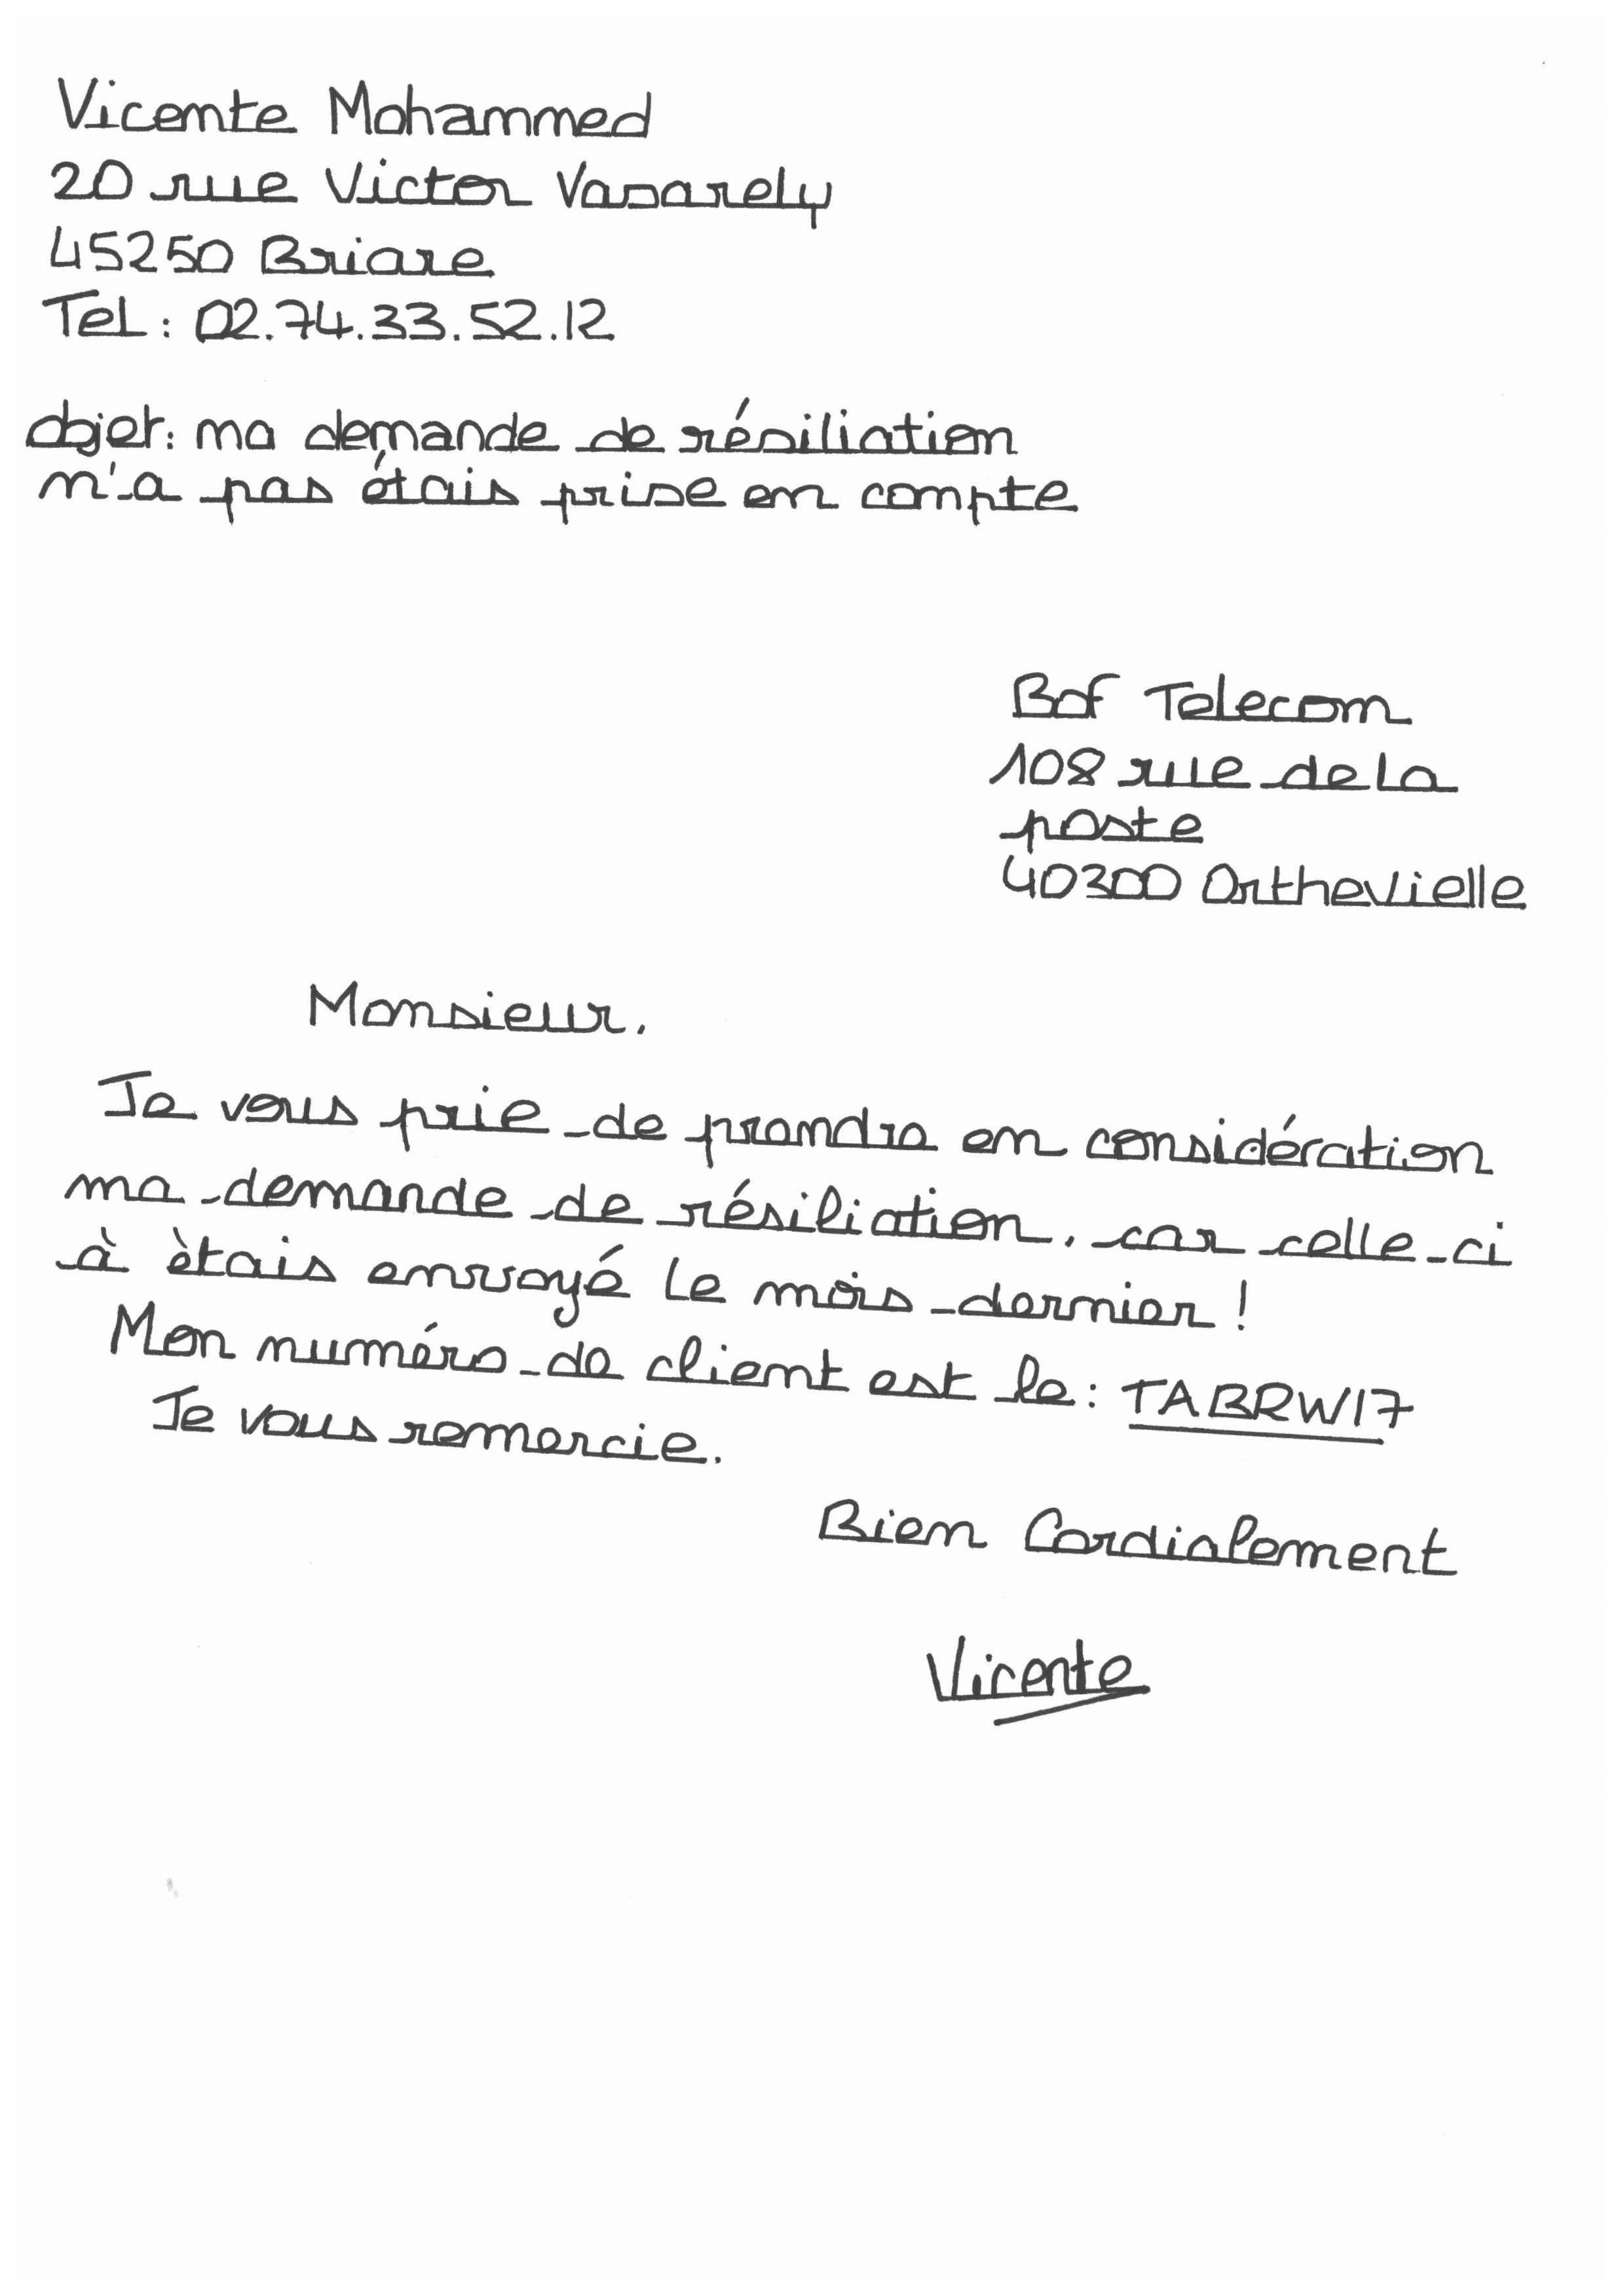 Vicente Mohammed
20 rue Victor Vasarely
45250 Briare
Tel : 02.74.33.52.12
objet : ma demande de résiliation
n'a pas étais prise en compte
Bof Telecom
108 rue de la
poste
40300 Orthevielle
Monsieur,
Je vous prie de prendre en considération
ma demande de résiliation, car celle-ci
à ètais envoyé le mois dernier !
Mon numéro de client est le : TABRW17
Je vous remercie.
Bien Cordialement
Vicente